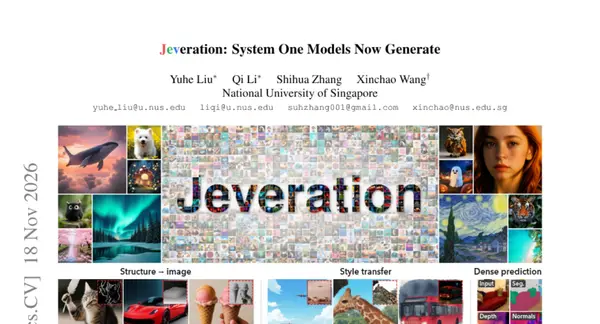 Jeveration: System One Models Now Generate
Yuhe Liu* Qi Li* Shihua Zhang Xinchao Wang†
National University of Singapore
yuhe_liu@u.nus.edu liqi@u.nus.edu suhzhang001@gmail.com xinchao@nus.edu.sg
s.CV] 18 Nov 2026
Jeveration
Structure – image Style transfer Dense prediction
Input Seg.
Depth Normals